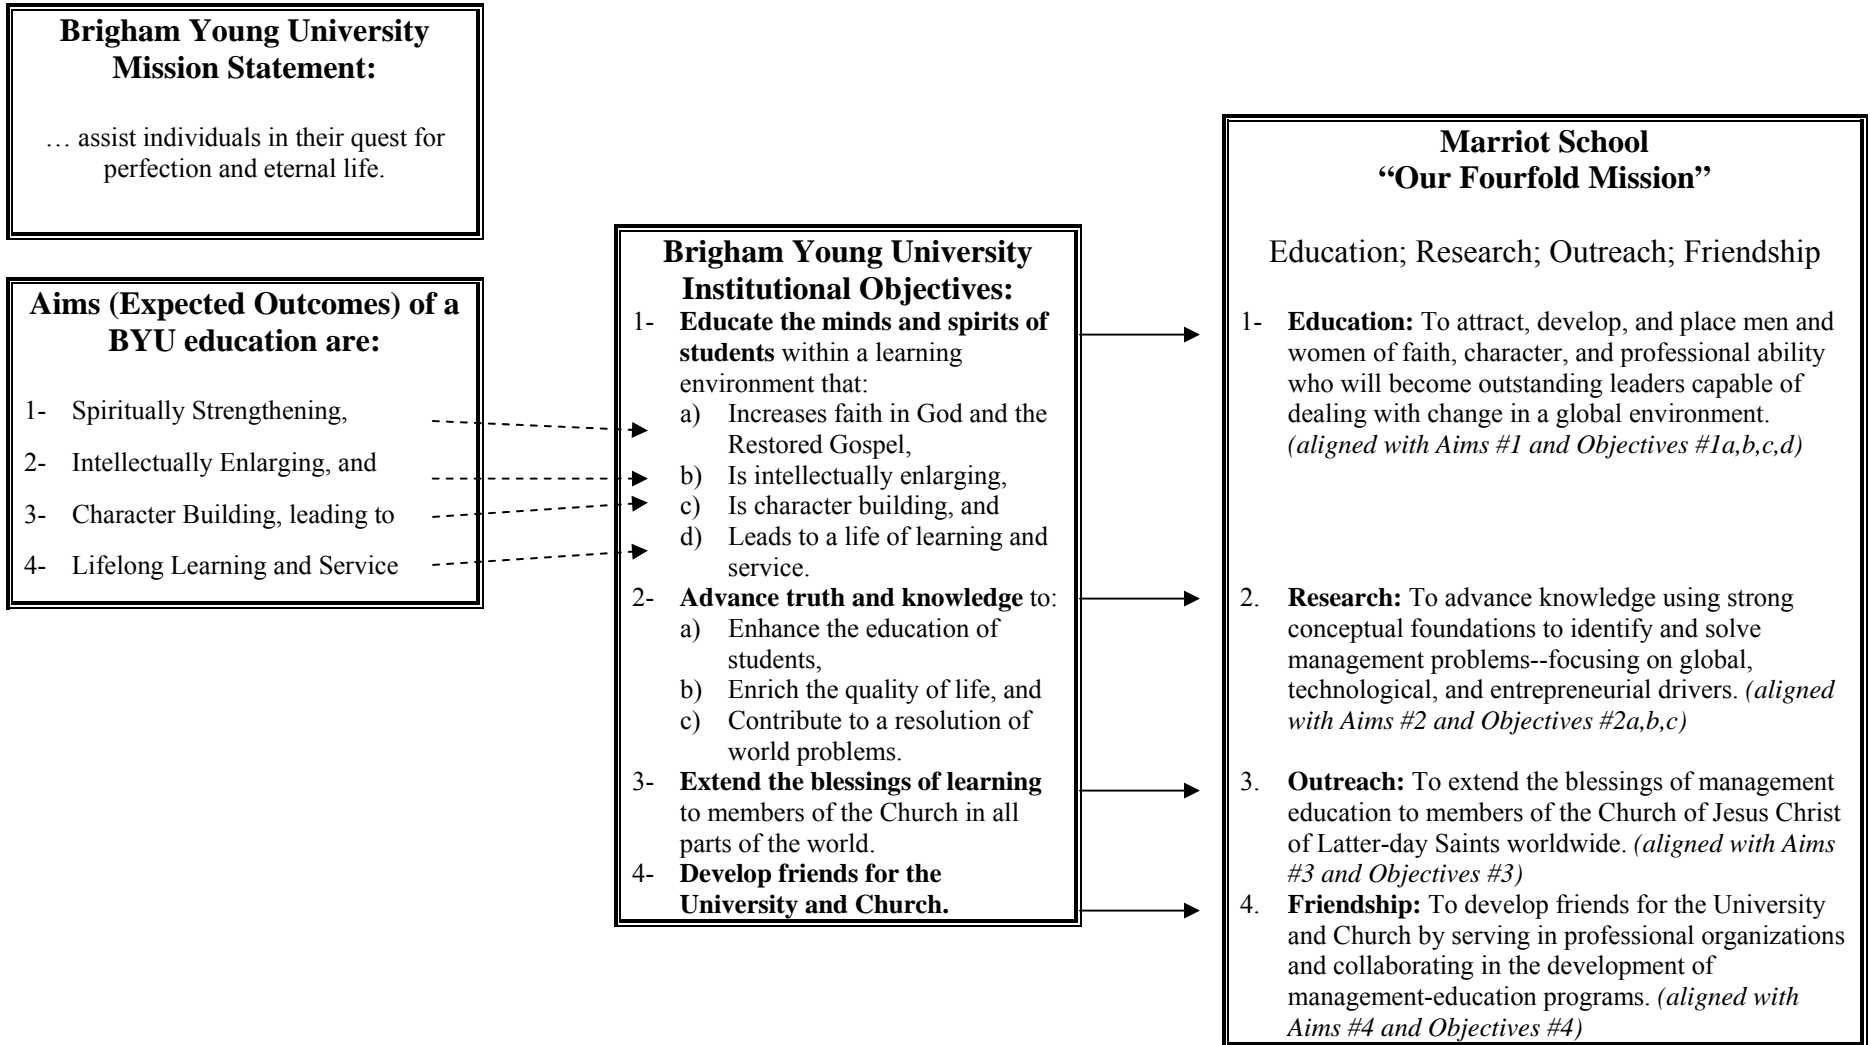 Brigham Young University
Mission Statement:
… assist individuals in their quest for
perfection and eternal life.
Aims (Expected Outcomes) of a
BYU education are:
1- Spiritually Strengthening,
2- Intellectually Enlarging, and
3- Character Building, leading to
4- Lifelong Learning and Service
Brigham Young University
Institutional Objectives:
1- Educate the minds and spirits of
students within a learning
environment that:
a) Increases faith in God and the
Restored Gospel,
b) Is intellectually enlarging,
c) Is character building, and
d) Leads to a life of learning and
service.
2- Advance truth and knowledge to:
a) Enhance the education of
students,
b) Enrich the quality of life, and
c) Contribute to a resolution of
world problems.
3- Extend the blessings of learning
to members of the Church in all
parts of the world.
4- Develop friends for the
University and Church.
Marriot School
“Our Fourfold Mission”
Education; Research; Outreach; Friendship
1- Education: To attract, develop, and place men and
women of faith, character, and professional ability
who will become outstanding leaders capable of
dealing with change in a global environment.
(aligned with Aims #1 and Objectives #1a,b,c,d)
2. Research: To advance knowledge using strong
conceptual foundations to identify and solve
management problems--focusing on global,
technological, and entrepreneurial drivers. (aligned
with Aims #2 and Objectives #2a,b,c)
3. Outreach: To extend the blessings of management
education to members of the Church of Jesus Christ
of Latter-day Saints worldwide. (aligned with Aims
#3 and Objectives #3)
4. Friendship: To develop friends for the University
and Church by serving in professional organizations
and collaborating in the development of
management-education programs. (aligned with
Aims #4 and Objectives #4)